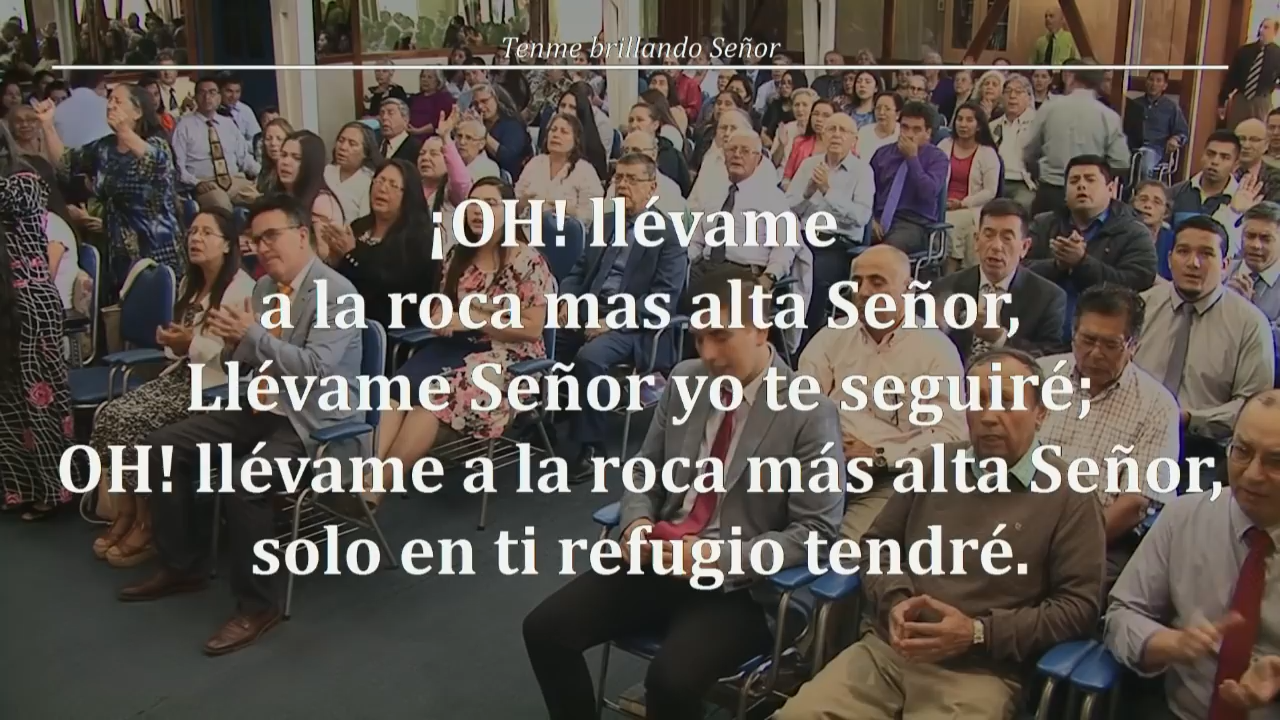 Tenme brillando Señor
¡OH! llévame
a la roca mas alta Señor,
Llévame Señor yo te seguiré;
OH! llévame a la roca más alta Señor,
solo en ti refugio tendré.